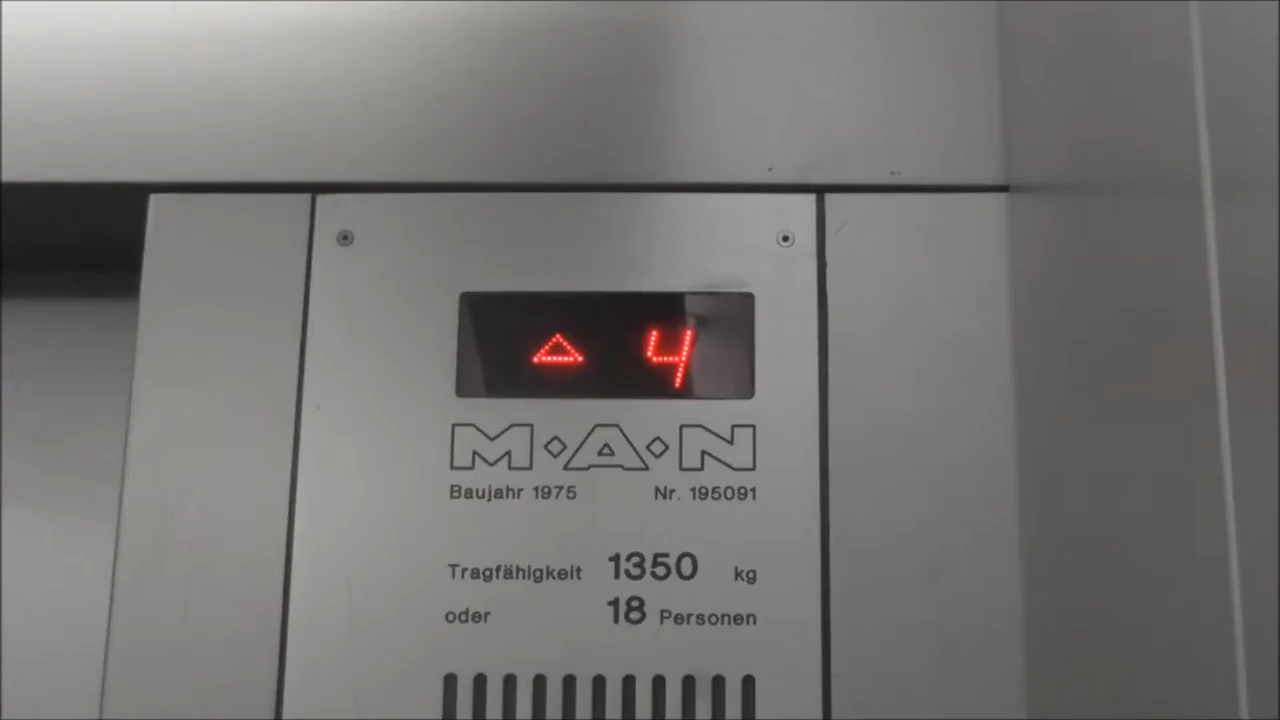 4
M·A·N
Baujahr 1975 Nr. 195091
Tragfähigkeit 1350 kg
oder 18 Personen